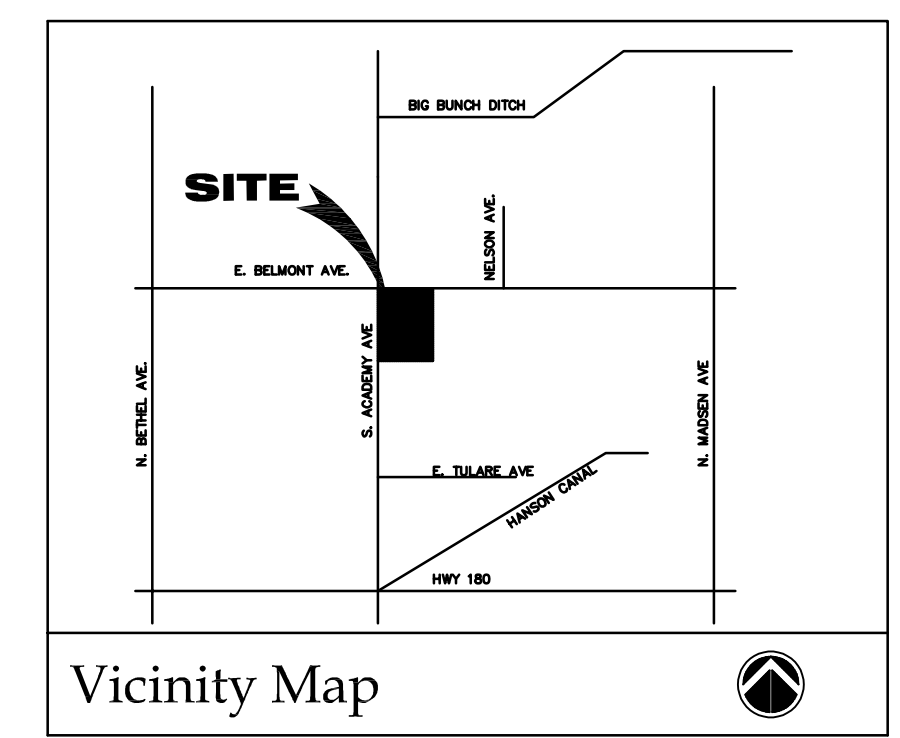 BIG BUNCH DITCH
SITE
NELSON AVE.
E. BELMONT AVE.
S. ACADEMY AVE
N. BETHEL AVE.
N. MADSEN AVE
E. TULARE AVE
HANSON CANAL
HWY 180
Vicinity Map